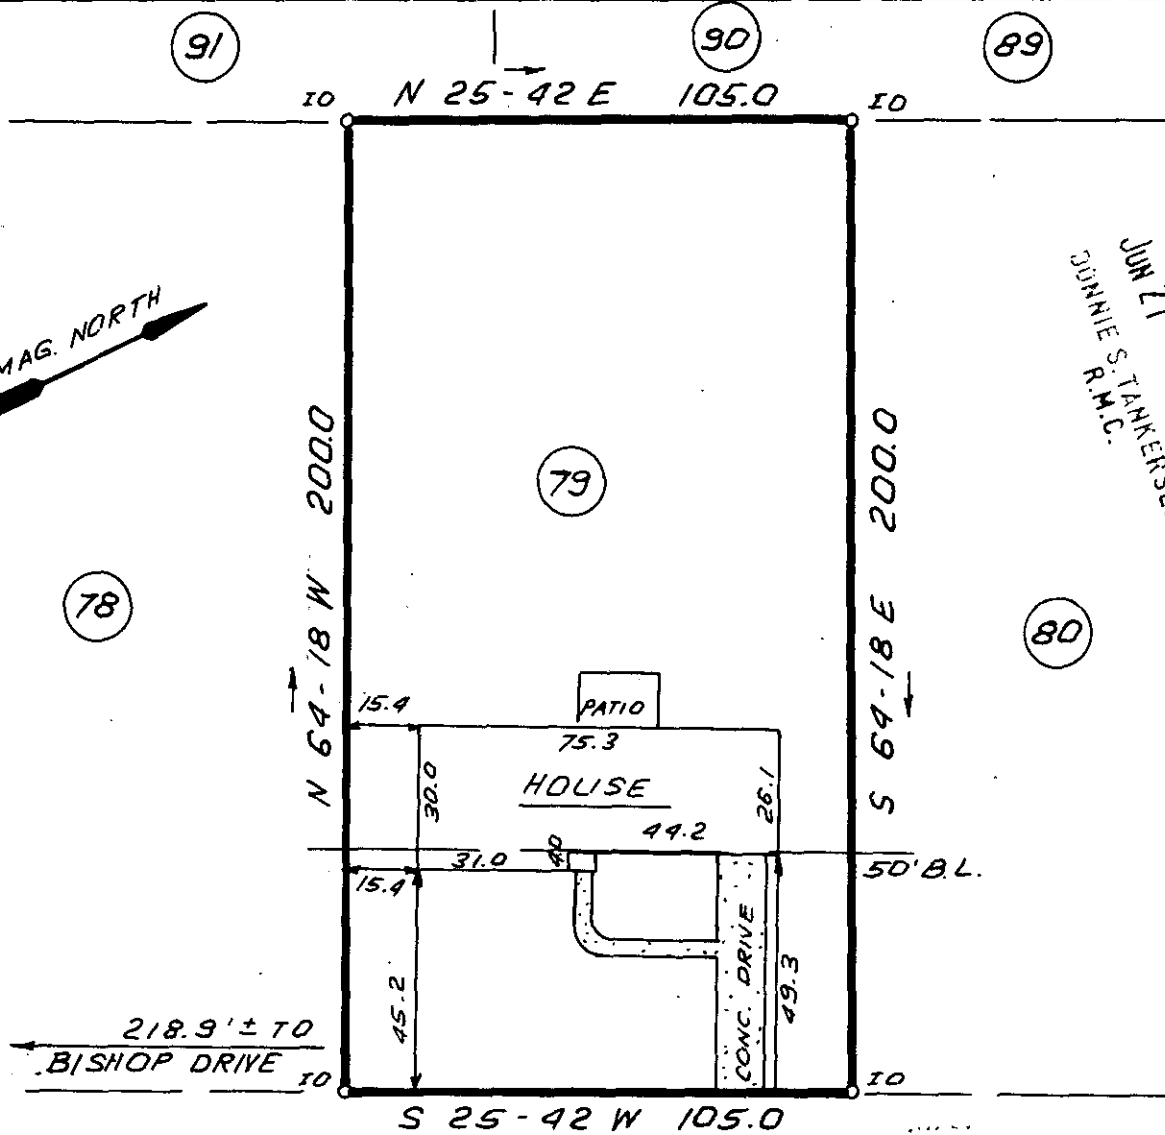 91
90
89
IO N 25-42 E 105.0 IO
MAG. NORTH
JUN 21
DONNIE S. TANKERSL
R.M.C.
N 64-18 W 200.0
79
S 64-18 E 200.0
78
80
15.4
PATIO
75.3
30.0
HOUSE
26.1
44.2
31.0
4.0
15.4
50' B.L.
45.2
CONC. DRIVE
49.3
218.9'± TO
BISHOP DRIVE
IO
IO
S 25-42 W 105.0